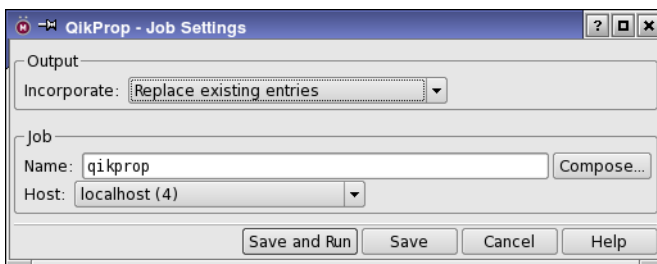 QikProp - Job Settings
Output
Incorporate: Replace existing entries
Job
Name: qikprop Compose...
Host: localhost (4)
Save and Run Save Cancel Help